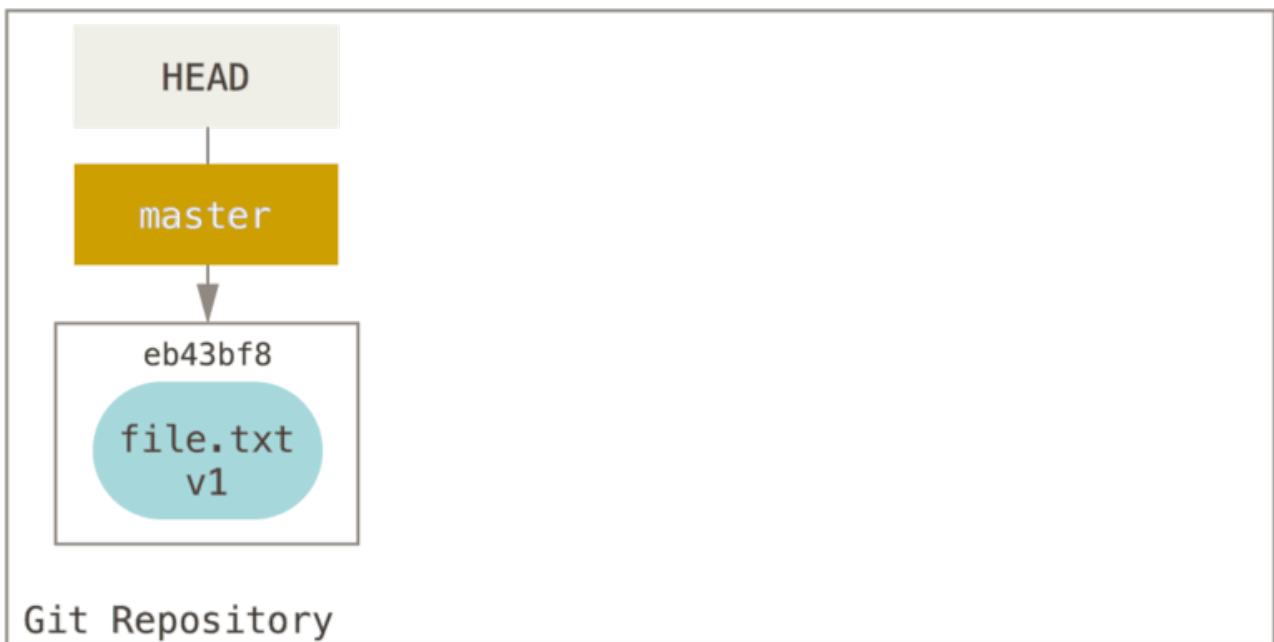 HEAD
master
eb43bf8
file.txt
v1
Git Repository